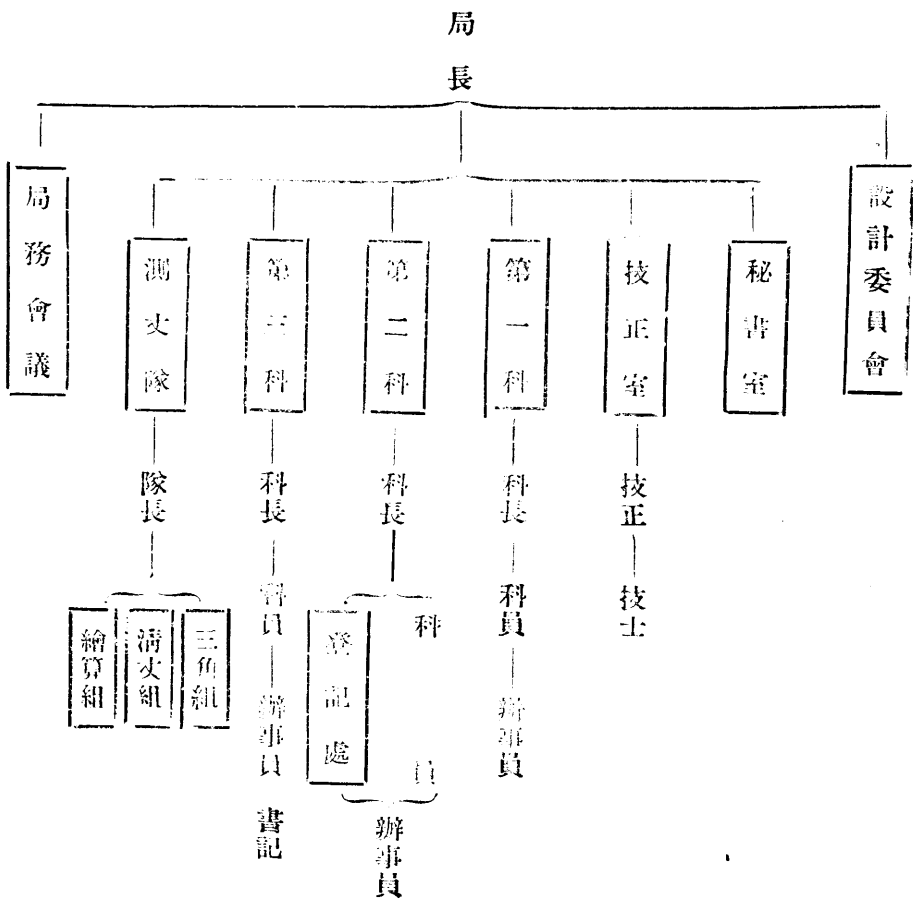 局長
設計委員會
局務會議
秘書室
技正室
第一科
第二科
第三科
測丈隊
技正
技士
科長
科員
辦事員
科長
科員
登記處
辦事員
科長
科員
辦事員
書記
隊長
三角組
清丈組
繪算組